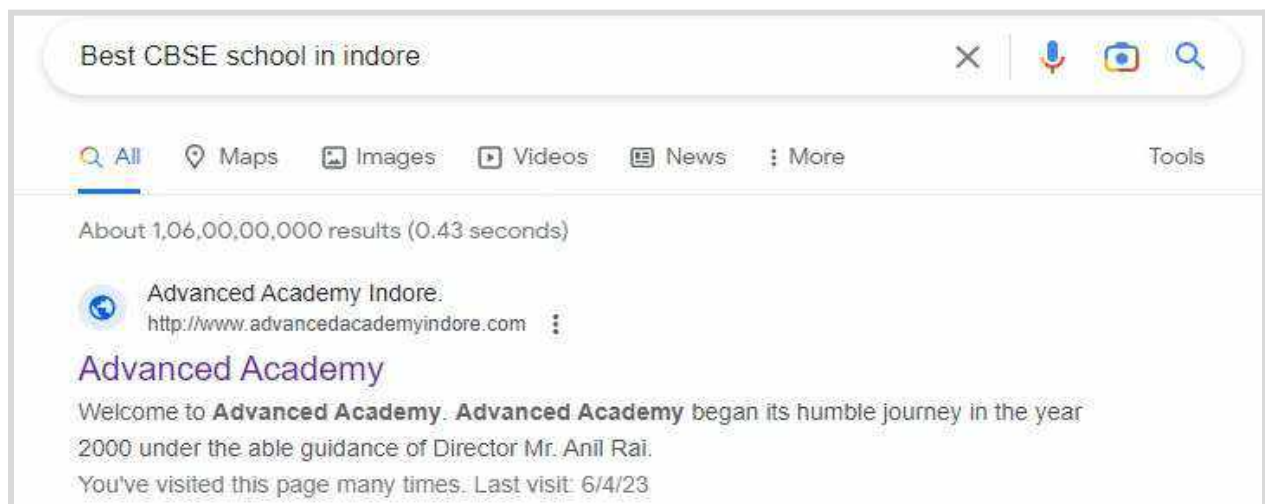 Best CBSE school in indore
All Maps Images Videos News More Tools
About 1,06,00,00,000 results (0.43 seconds)
Advanced Academy Indore.
http://www.advancedacademyindore.com
Advanced Academy
Welcome to Advanced Academy. Advanced Academy began its humble journey in the year
2000 under the able guidance of Director Mr. Anil Rai.
You've visited this page many times. Last visit: 6/4/23